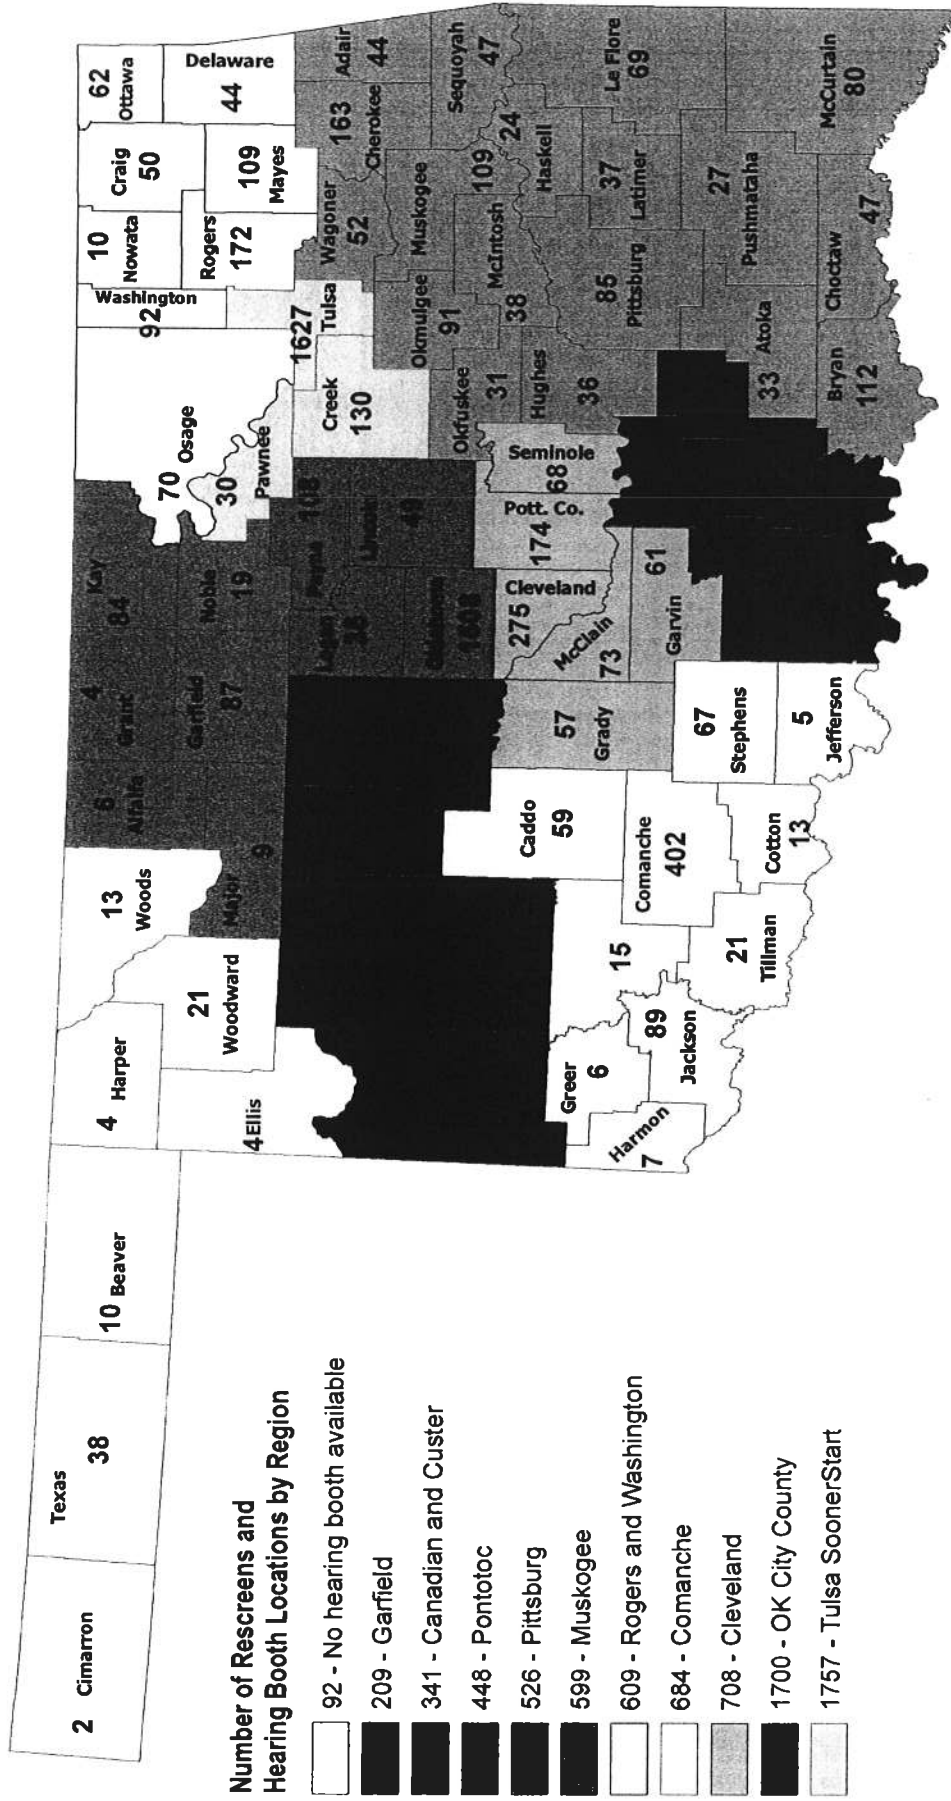 Number of Rescreens and
Hearing Booth Locations by Region
92 - No hearing booth available
209 - Garfield
341 - Canadian and Custer
448 - Pontotoc
526 - Pittsburg
599 - Muskogee
609 - Rogers and Washington
684 - Comanche
708 - Cleveland
1700 - OK City County
1757 - Tulsa SoonerStart
2 Cimarron
Texas
38
10 Beaver
4 Harper
4 Ellis
21
Woodward
13
Woods
6
Alfalfa
Major
9
4
Grant
Garfield
87
Kay
84
Noble
19
70 Osage
30
Pawnee
Washington
92
10
Nowata
Rogers
172
Craig
50
109
Mayes
62
Ottawa
Delaware
44
Adair
44
163
Cherokee
Wagoner
52
1627
Tulsa
Creek
130
Payne
108
Logan
38
Lincoln
49
Oklahoma
1608
Okmulgee
91
Muskogee
109
Sequoyah
47
Okfuskee
31
McIntosh
38
24
Haskell
Hughes
36
Seminole
68
Pott. Co.
174
Cleveland
275
McClain
73
57
Grady
61
Garvin
Caddo
59
Comanche
402
67
Stephens
5
Jefferson
Cotton
13
21
Tillman
15
89
Jackson
Greer
6
Harmon
7
Pittsburg
85
37
Latimer
Le Flore
69
27
Pushmataha
McCurtain
80
Atoka
33
Choctaw
47
Bryan
112